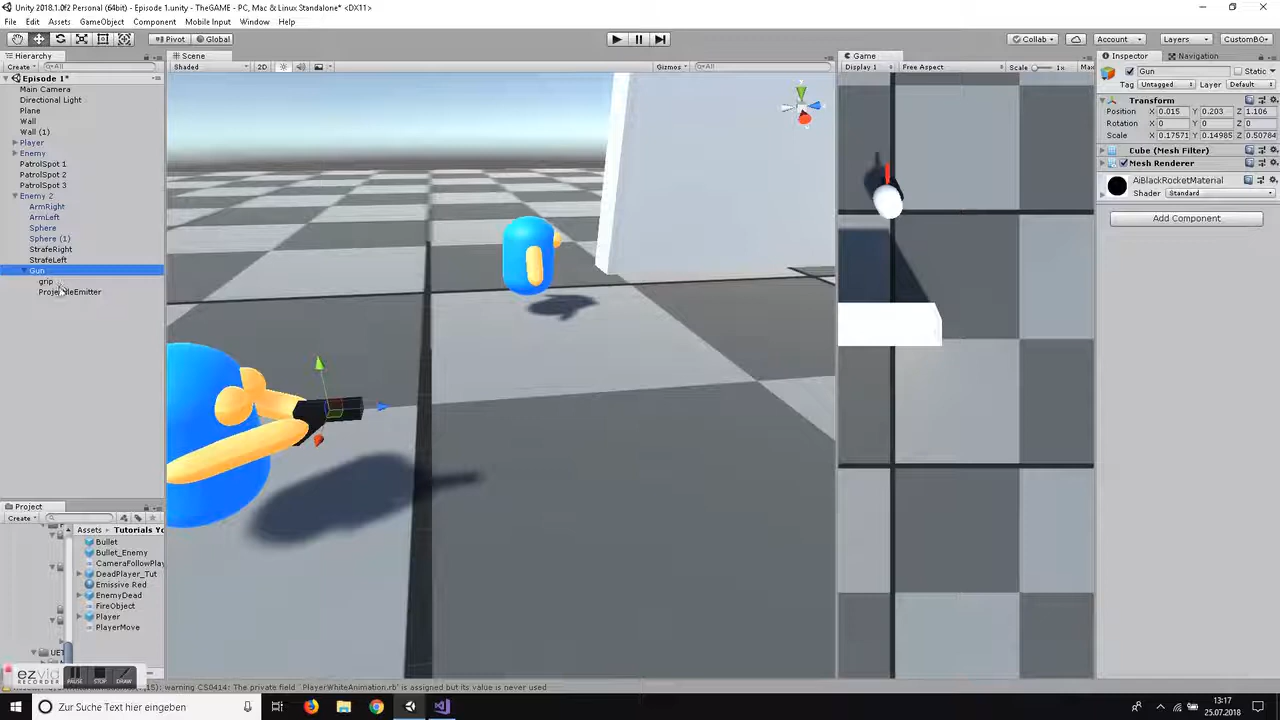 Unity 2018.1.0f2 Personal (64bit) - Episode 1.unity - TheGAME - PC, Mac & Linux Standalone* <DX11>
File Edit Assets GameObject Component Mobile Input Window Help
Pivot Global Collab Account Layers CustomBO
Hierarchy Scene Game Inspector Navigation
Create All Shaded 2D Gizmos All Display 1 Free Aspect Scale 1x Ma
Episode 1*
Main Camera
Directional Light
Plane
Wall
Wall (1)
Player
Enemy
PatrolSpot 1
PatrolSpot 2
PatrolSpot 3
Enemy 2
ArmRight
ArmLeft
Sphere
Sphere (1)
StrafeRight
StrafeLeft
Gun
grip
Gun Static
Tag Untagged Layer Default
Transform
Position X 0.015 Y 0.203 Z 1.106
Rotation X 0 Y 0 Z 0
Scale X 0.17571 Y 0.14985 Z 0.50784
Cube (Mesh Filter)
Mesh Renderer
AiBlackRocketMaterial
Shader Standard
Add Component
Project
Create
Assets Tutorials Yo
Bullet
Bullet_Enemy
CameraFollowPlay
DeadPlayer_Tut
Emissive Red
EnemyDead
FireObject
Player
PlayerMove
UET
ezvid
RECORDER
PAUSE STOP DRAW
warning CS0414: The private field `PlayerWhiteAnimation.rb' is assigned but its value is never used
Zur Suche Text hier eingeben
13:17
25.07.2018